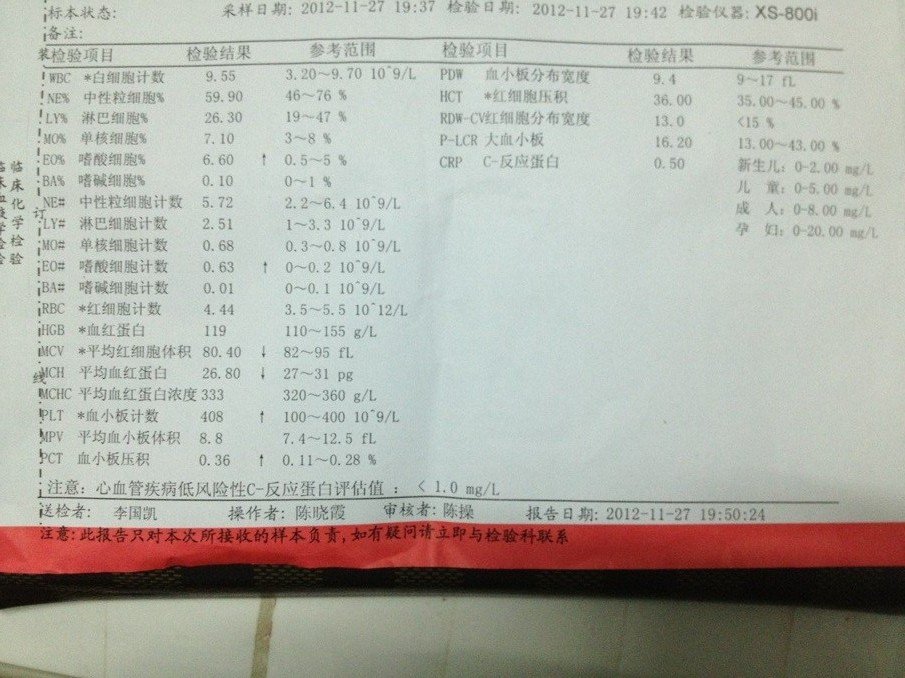 标本状态: 采样日期: 2012-11-27 19:37 检验日期: 2012-11-27 19:42 检验仪器: XS-800i
备注:
检验项目 检验结果 参考范围 检验项目 检验结果 参考范围
WBC *白细胞计数 9.55 3.20～9.70 10^9/L PDW 血小板分布宽度 9.4 9～17 fL
NE% 中性粒细胞% 59.90 46～76 % HCT *红细胞压积 36.00 35.00～45.00 %
LY% 淋巴细胞% 26.30 19～47 % RDW-CV红细胞分布宽度 13.0 <15 %
MO% 单核细胞% 7.10 3～8 % P-LCR 大血小板 16.20 13.00～43.00 %
EO% 嗜酸细胞% 6.60 ↑ 0.5～5 % CRP C-反应蛋白 0.50 新生儿: 0-2.00 mg/L
BA% 嗜碱细胞% 0.10 0～1 % 儿 童: 0-5.00 mg/L
NE# 中性粒细胞计数 5.72 2.2～6.4 10^9/L 成 人: 0-8.00 mg/L
LY# 淋巴细胞计数 2.51 1～3.3 10^9/L 孕 妇: 0-20.00 mg/L
MO# 单核细胞计数 0.68 0.3～0.8 10^9/L
EO# 嗜酸细胞计数 0.63 ↑ 0～0.2 10^9/L
BA# 嗜碱细胞计数 0.01 0～0.1 10^9/L
RBC *红细胞计数 4.44 3.5～5.5 10^12/L
HGB *血红蛋白 119 110～155 g/L
MCV *平均红细胞体积 80.40 ↓ 82～95 fL
MCH 平均血红蛋白 26.80 ↓ 27～31 pg
MCHC 平均血红蛋白浓度 333 320～360 g/L
PLT *血小板计数 408 ↑ 100～400 10^9/L
MPV 平均血小板体积 8.8 7.4～12.5 fL
PCT 血小板压积 0.36 ↑ 0.11～0.28 %
注意: 心血管疾病低风险性C-反应蛋白评估值 : < 1.0 mg/L
送检者: 李国凯 操作者: 陈晓霞 审核者: 陈操 报告日期: 2012-11-27 19:50:24
注意:此报告只对本次所接收的样本负责,如有疑问请立即与检验科联系
装
订
线
临床化学检验